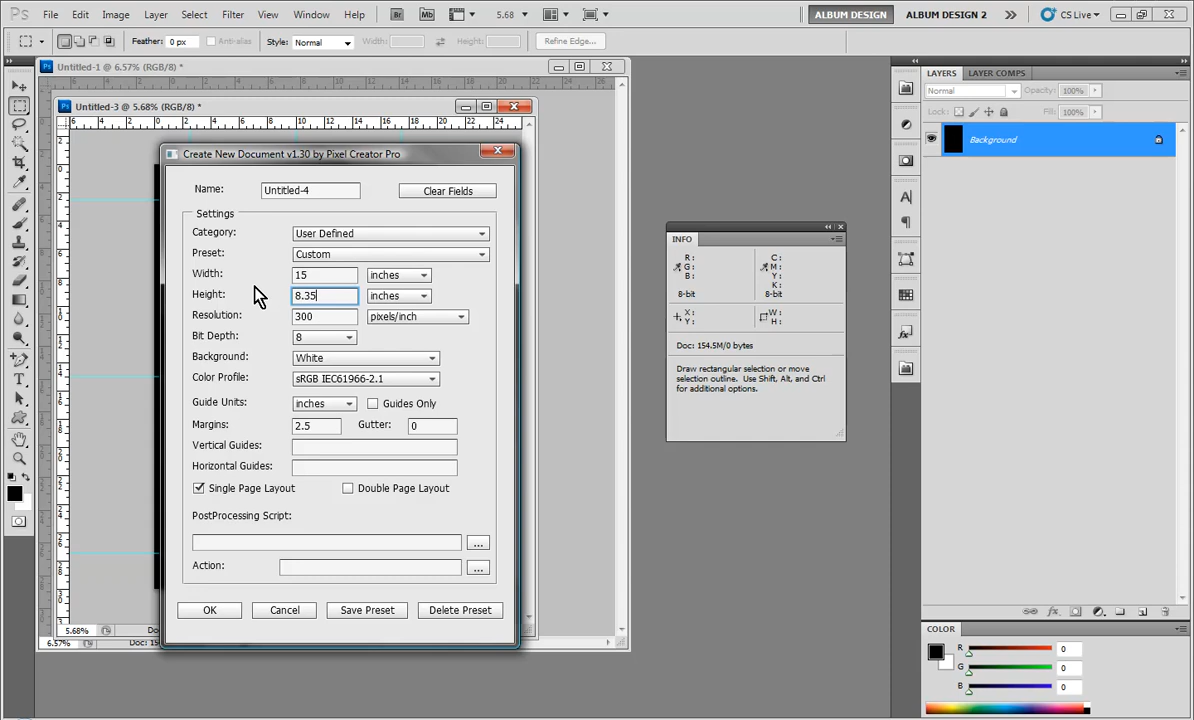 Ps File Edit Image Layer Select Filter View Window Help Br Mb 5.68 ALBUM DESIGN ALBUM DESIGN 2 CS Live
Feather: 0 px Anti-alias Style: Normal Width: Height: Refine Edge...
Untitled-1 @ 6.57% (RGB/8) *
Untitled-3 @ 5.68% (RGB/8) *
Create New Document v1.30 by Pixel Creator Pro
Name: Untitled-4 Clear Fields
Settings
Category: User Defined
Preset: Custom
Width: 15 inches
Height: 8.35 inches
Resolution: 300 pixels/inch
Bit Depth: 8
Background: White
Color Profile: sRGB IEC61966-2.1
Guide Units: inches Guides Only
Margins: 2.5 Gutter: 0
Vertical Guides:
Horizontal Guides:
Single Page Layout Double Page Layout
PostProcessing Script:
...
Action: ...
OK Cancel Save Preset Delete Preset
5.68% Doc
6.57% Doc: 15
INFO
R: C:
G: M:
B: Y:
K:
8-bit 8-bit
X: W:
Y: H:
Doc: 154.5M/0 bytes
Draw rectangular selection or move
selection outline. Use Shift, Alt, and Ctrl
for additional options.
LAYERS LAYER COMPS
Normal Opacity: 100%
Lock: Fill: 100%
Background
COLOR
R 0
G 0
B 0